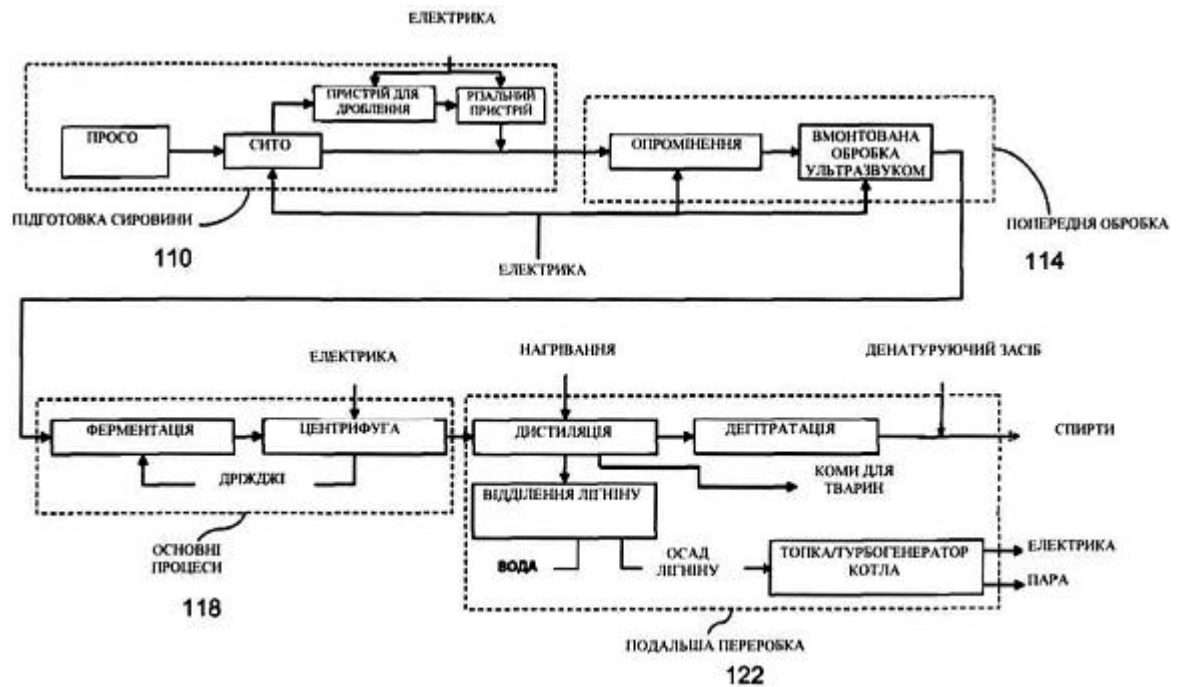 ЕЛЕКТРИКА
ПРИСТРІЙ ДЛЯ
ДРОБЛЕННЯ
РІЗАЛЬНИЙ
ПРИСТРІЙ
ПРОСО
СИТО
ОПРОМІНЕННЯ
ВМОНТОВАНА
ОБРОБКА
УЛЬТРАЗВУКОМ
ПІДГОТОВКА СИРОВИНИ
110
ЕЛЕКТРИКА
ПОПЕРЕДНЯ ОБРОБКА
114
ЕЛЕКТРИКА
НАГРІВАННЯ
ДЕНАТУРУЮЧИЙ ЗАСІБ
ФЕРМЕНТАЦІЯ
ЦЕНТРИФУГА
ДИСТИЛЯЦІЯ
ДЕГІТРАТАЦІЯ
СПИРТИ
ДРІЖДЖІ
КОМИ ДЛЯ
ТВАРИН
ВІДДІЛЕННЯ ЛІГНІНУ
ОСНОВНІ
ПРОЦЕСИ
118
ВОДА
ОСАД
ЛІГНІНУ
ТОПКА/ТУРБОГЕНЕРАТОР
КОТЛА
ЕЛЕКТРИКА
ПАРА
ПОДАЛЬША ПЕРЕРОБКА
122